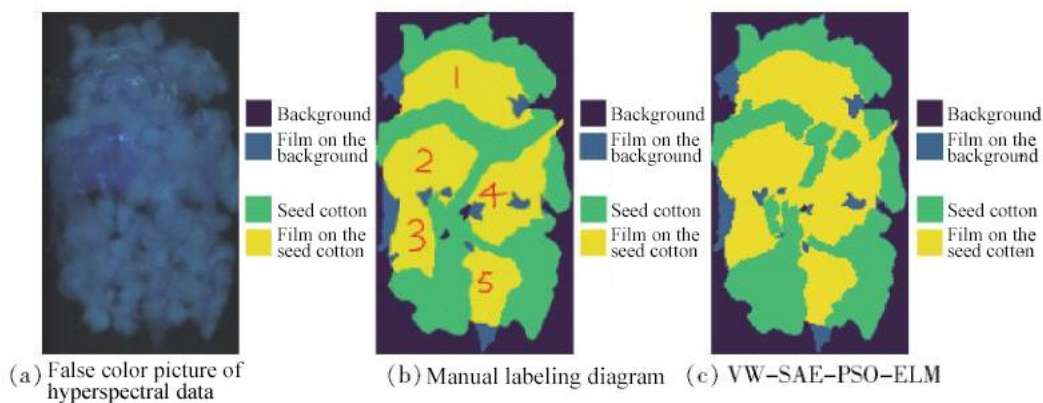 1
2
3
4
5
Background
Film on the
background
Seed cotton
Film on the
seed cotton
Background
Film on the
background
Seed cotton
Film on the
seed cotton
Background
Film on the
background
Seed cotton
Film on the
seed cotton
(a) False color picture of
hyperspectral data
(b) Manual labeling diagram
(c) VW-SAE-PSO-ELM